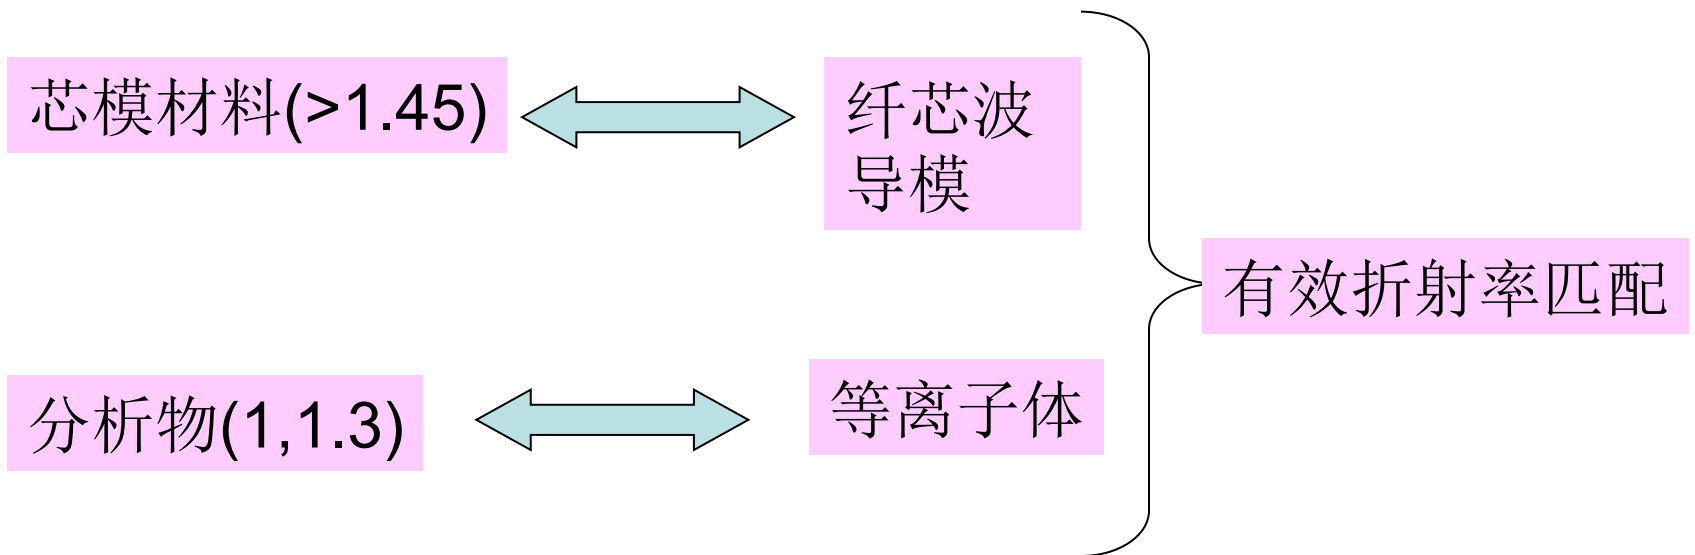 芯模材料(>1.45)
纤芯波
导模
有效折射率匹配
分析物(1,1.3)
等离子体